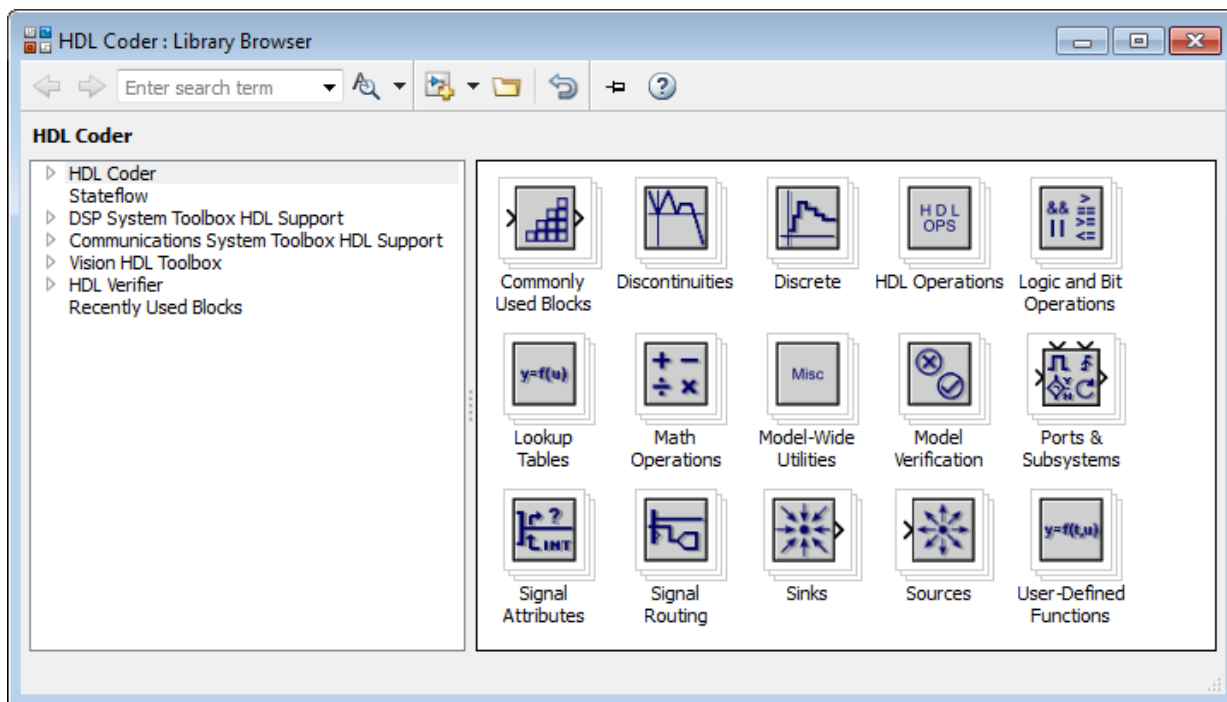 HDL Coder : Library Browser
Enter search term
HDL Coder
HDL Coder
Stateflow
DSP System Toolbox HDL Support
Communications System Toolbox HDL Support
Vision HDL Toolbox
HDL Verifier
Recently Used Blocks
Commonly
Used Blocks
Discontinuities
Discrete
HDL
OPS
HDL Operations
&& > ==
|| >= <=
Logic and Bit
Operations
y=f(u)
Lookup
Tables
+ −
÷ ×
Math
Operations
Misc
Model-Wide
Utilities
Model
Verification
Y
N
Ports &
Subsystems
?
INT
Signal
Attributes
Signal
Routing
Sinks
Sources
y=f(t,u)
User-Defined
Functions